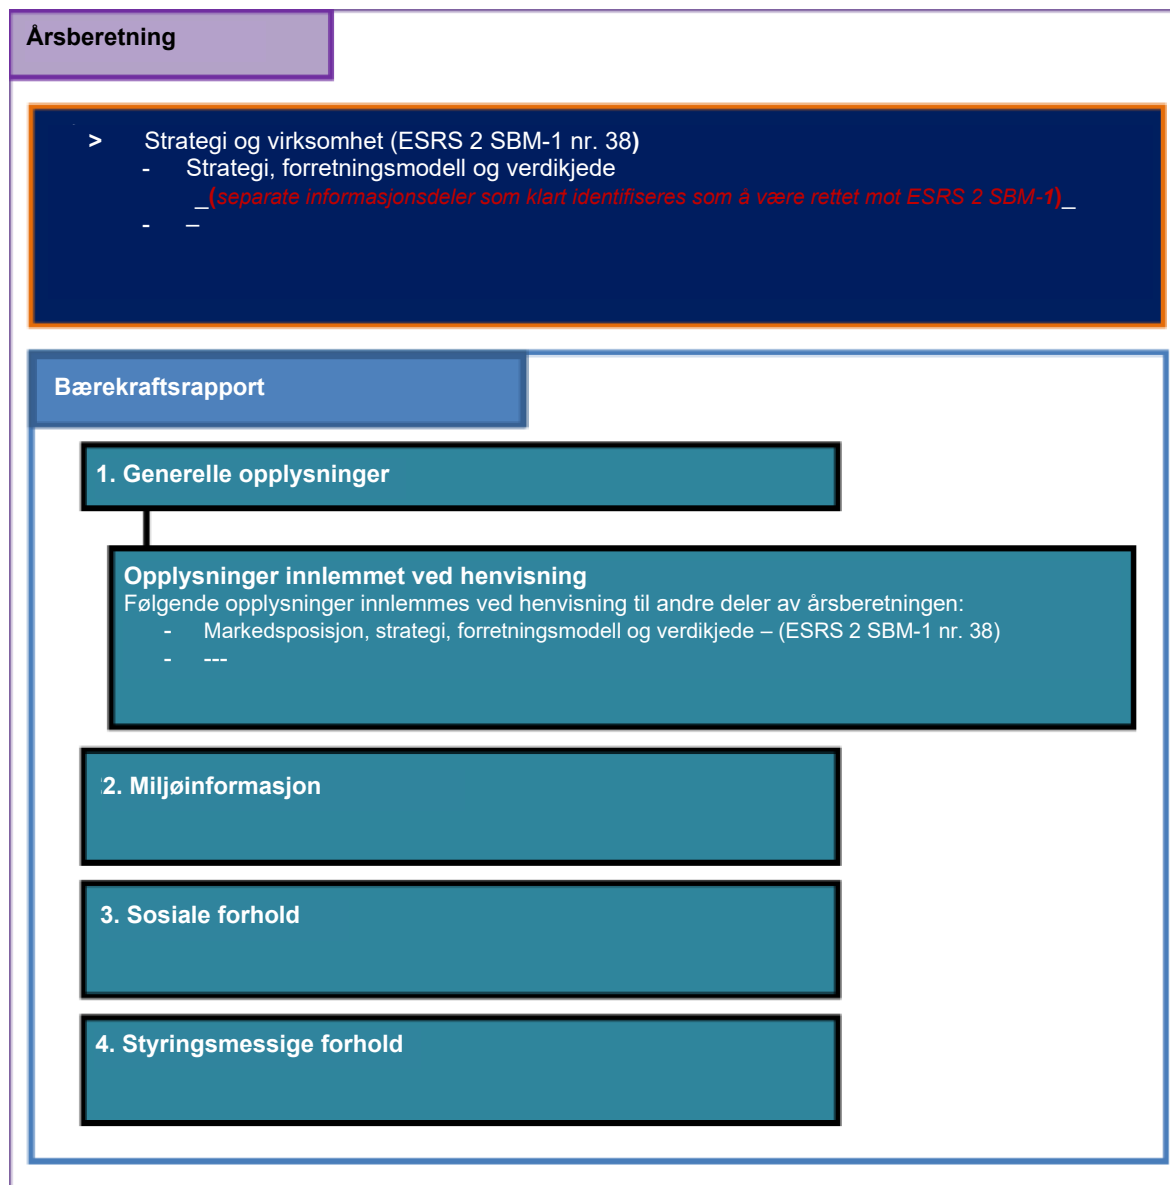 Årsberetning
> Strategi og virksomhet (ESRS 2 SBM-1 nr. 38)
- Strategi, forretningsmodell og verdikjede
_(separate informasjonsdeler som klart identifiseres som å være rettet mot ESRS 2 SBM-1)_
- –
Bærekraftsrapport
1. Generelle opplysninger
Opplysninger innlemmet ved henvisning
Følgende opplysninger innlemmes ved henvisning til andre deler av årsberetningen:
- Markedsposisjon, strategi, forretningsmodell og verdikjede – (ESRS 2 SBM-1 nr. 38)
- ---
2. Miljøinformasjon
3. Sosiale forhold
4. Styringsmessige forhold